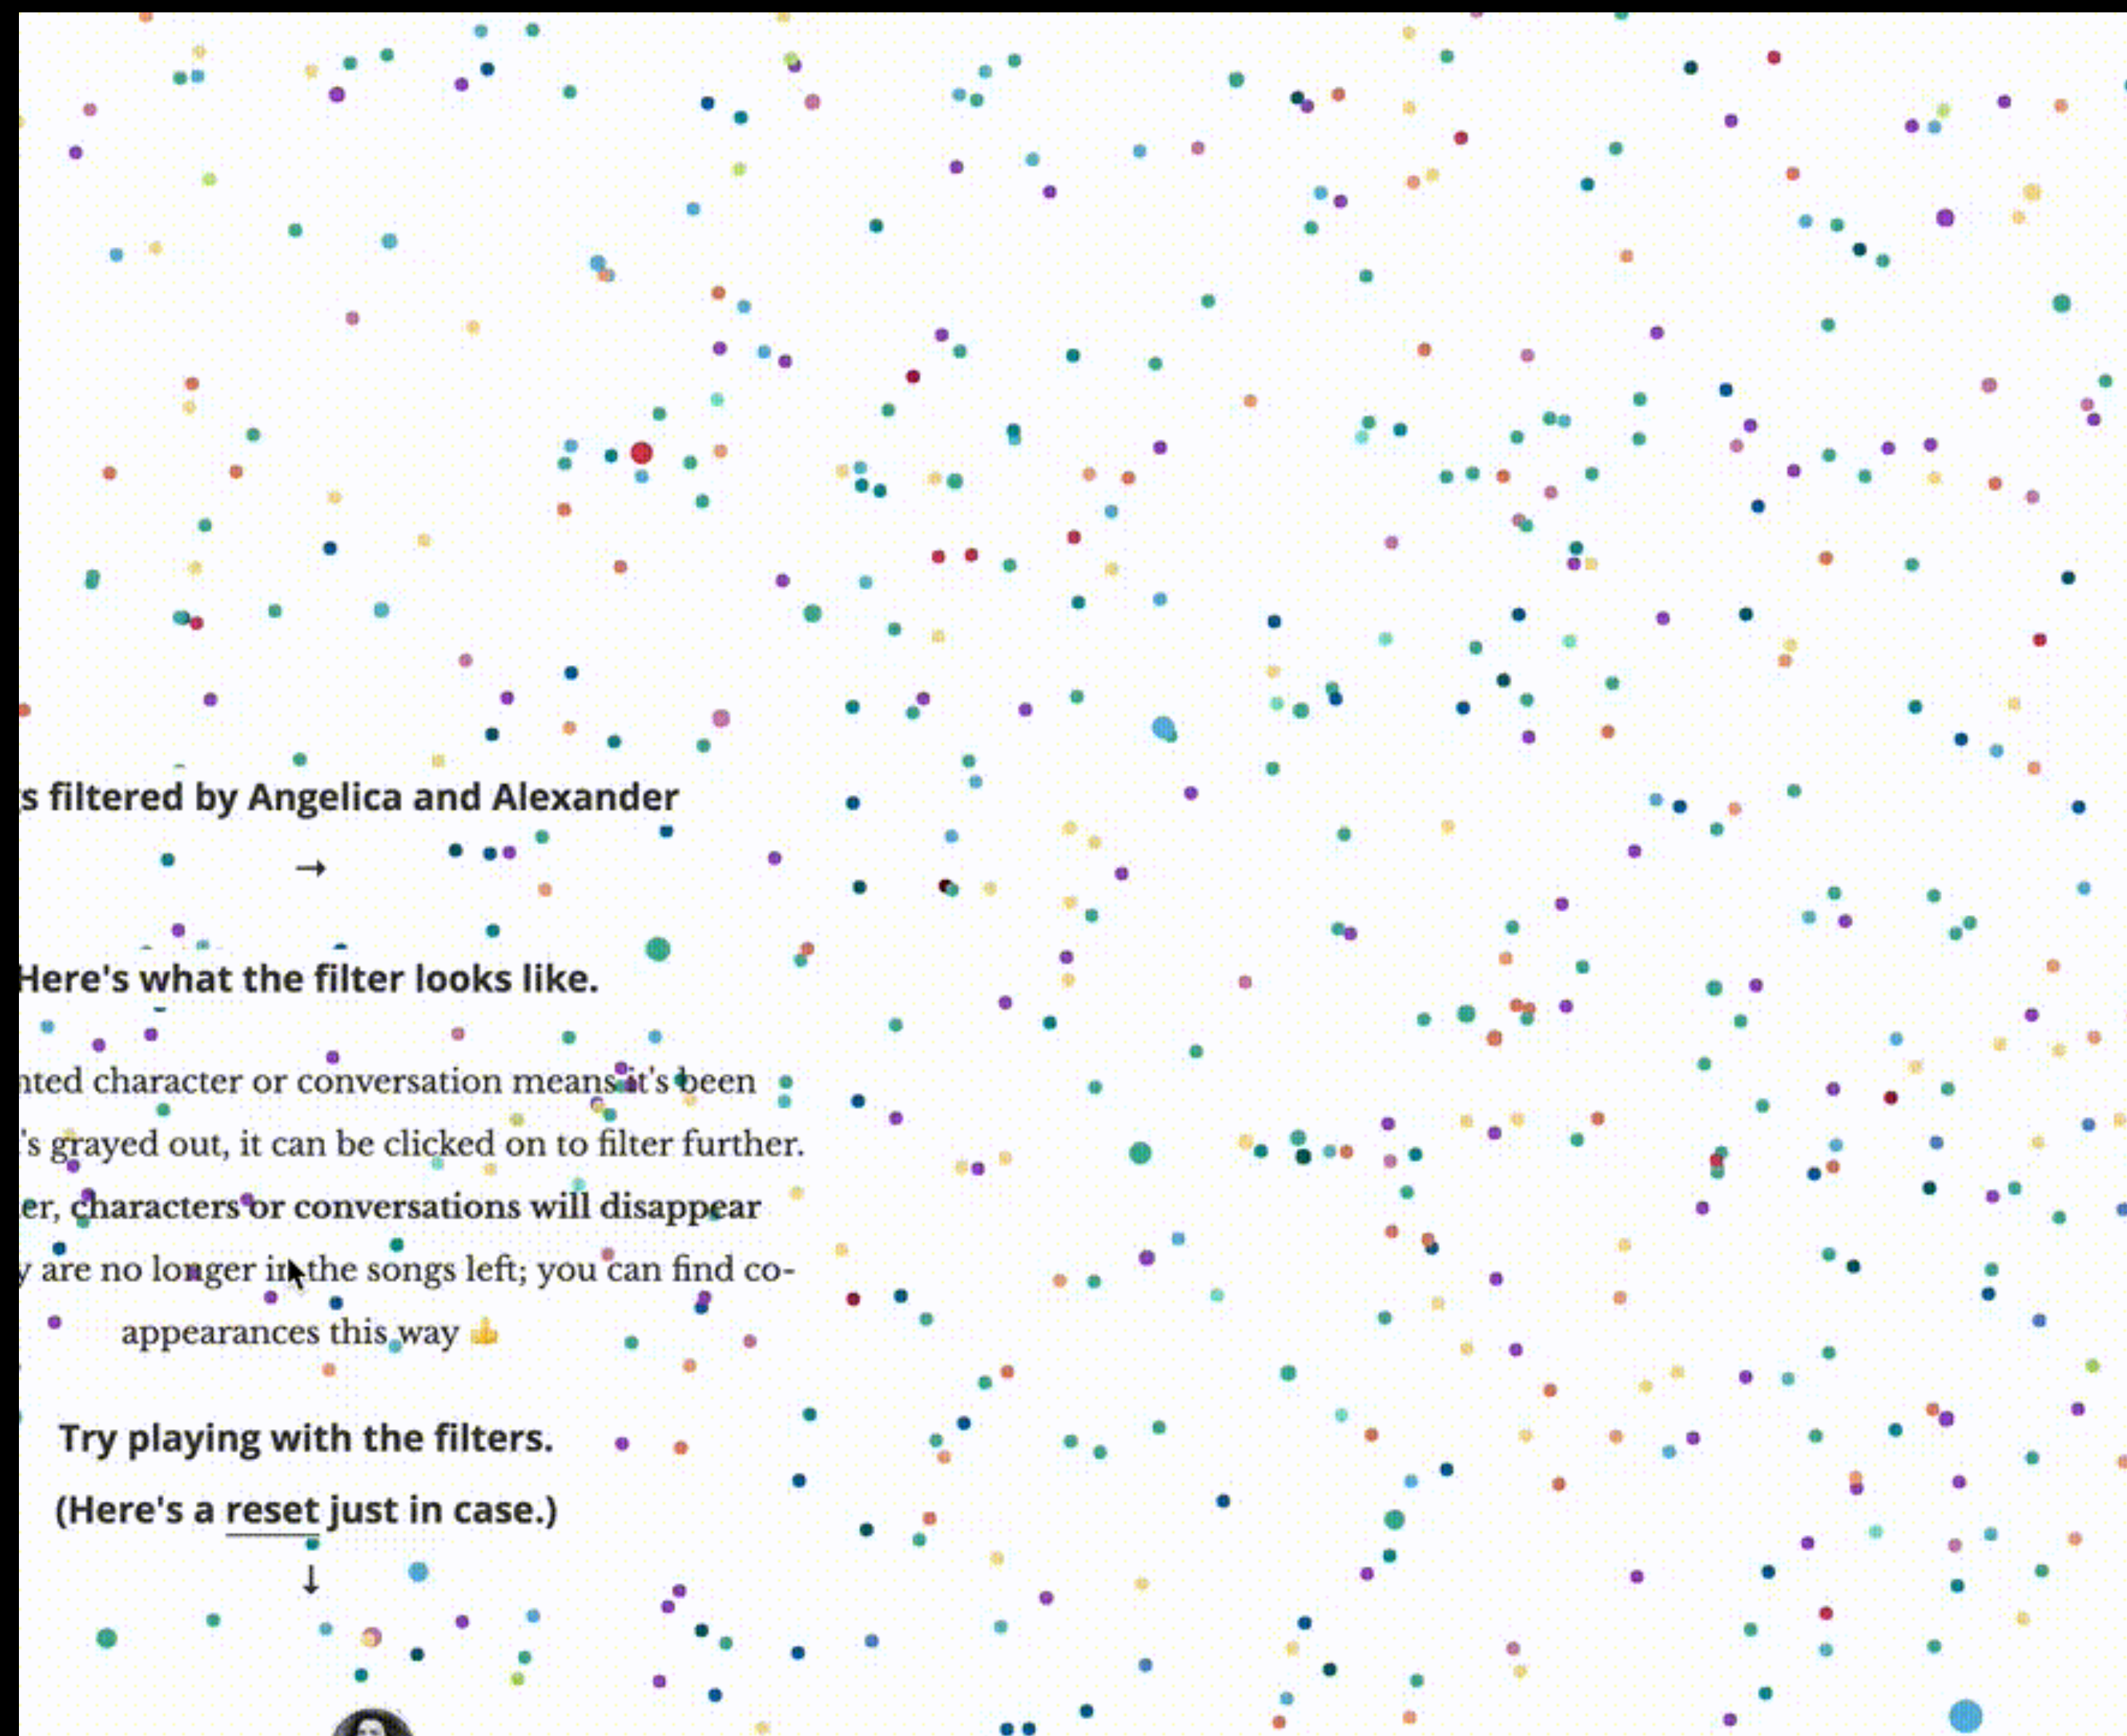 s filtered by Angelica and Alexander
→
Here's what the filter looks like.
nted character or conversation means it's been
's grayed out, it can be clicked on to filter further.
er, characters or conversations will disappear
y are no longer in the songs left; you can find co-
appearances this way 👍
Try playing with the filters.
(Here's a reset just in case.)
↓